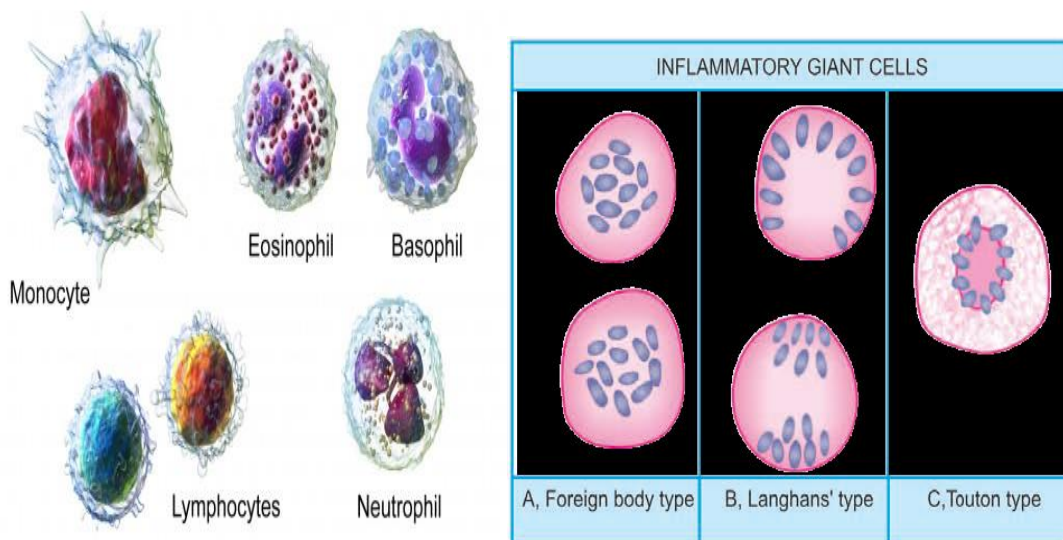 Monocyte
Eosinophil
Basophil
Lymphocytes
Neutrophil
INFLAMMATORY GIANT CELLS
A, Foreign body type
B, Langhans' type
C,Touton type